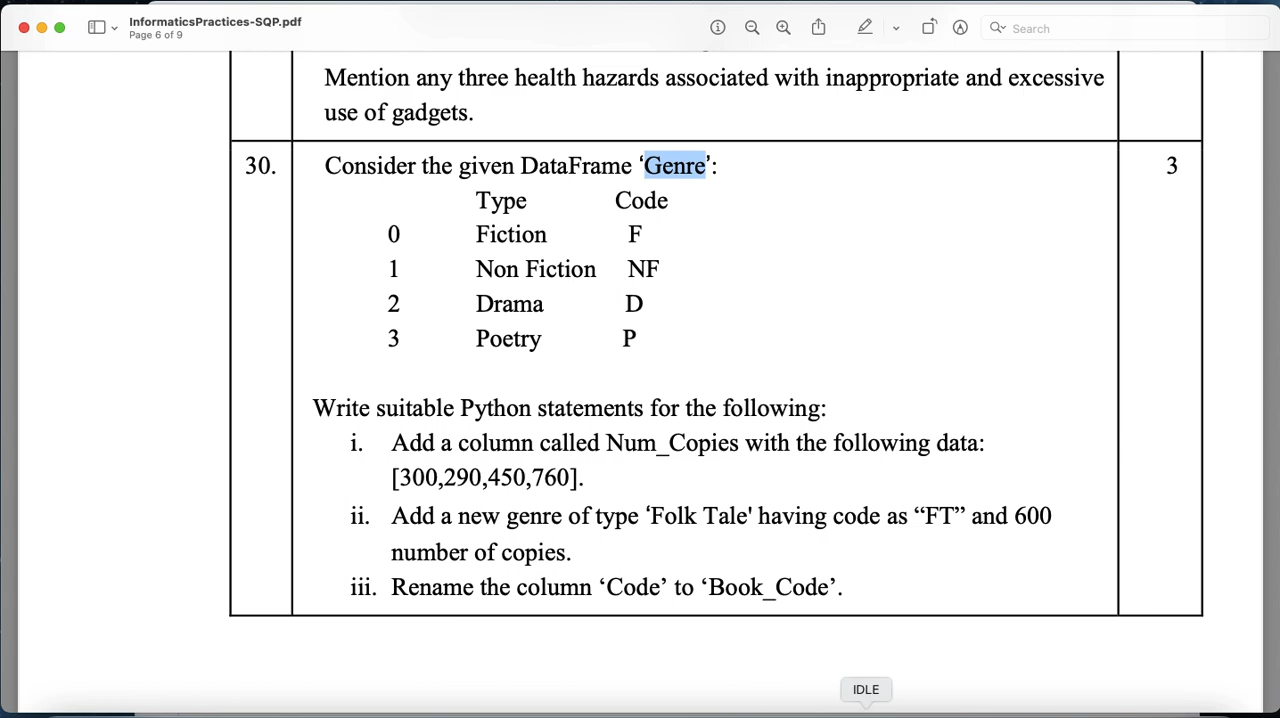 InformaticsPractices-SQP.pdf
Page 6 of 9
Search
Mention any three health hazards associated with inappropriate and excessive
use of gadgets.
30. Consider the given DataFrame ‘Genre’: 3
Type Code
0 Fiction F
1 Non Fiction NF
2 Drama D
3 Poetry P
Write suitable Python statements for the following:
i. Add a column called Num_Copies with the following data:
[300,290,450,760].
ii. Add a new genre of type ‘Folk Tale' having code as “FT” and 600
number of copies.
iii. Rename the column ‘Code’ to ‘Book_Code’.
IDLE